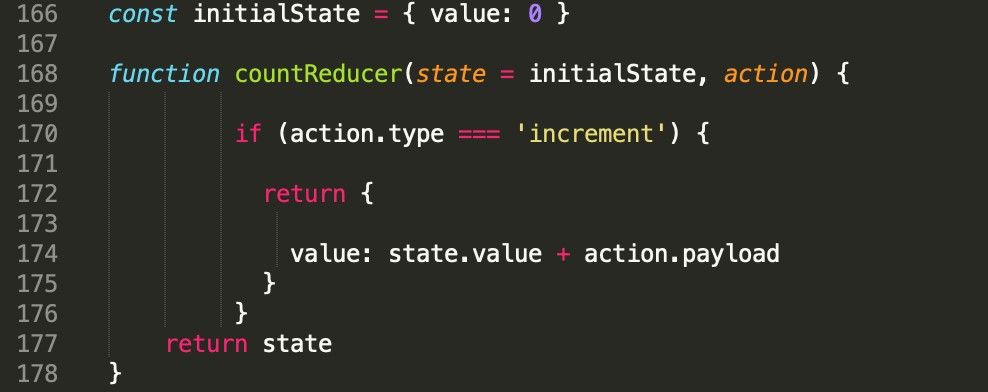 166 const initialState = { value: 0 }
167
168 function countReducer(state = initialState, action) {
169
170 if (action.type === 'increment') {
171
172 return {
173
174 value: state.value + action.payload
175 }
176 }
177 return state
178 }